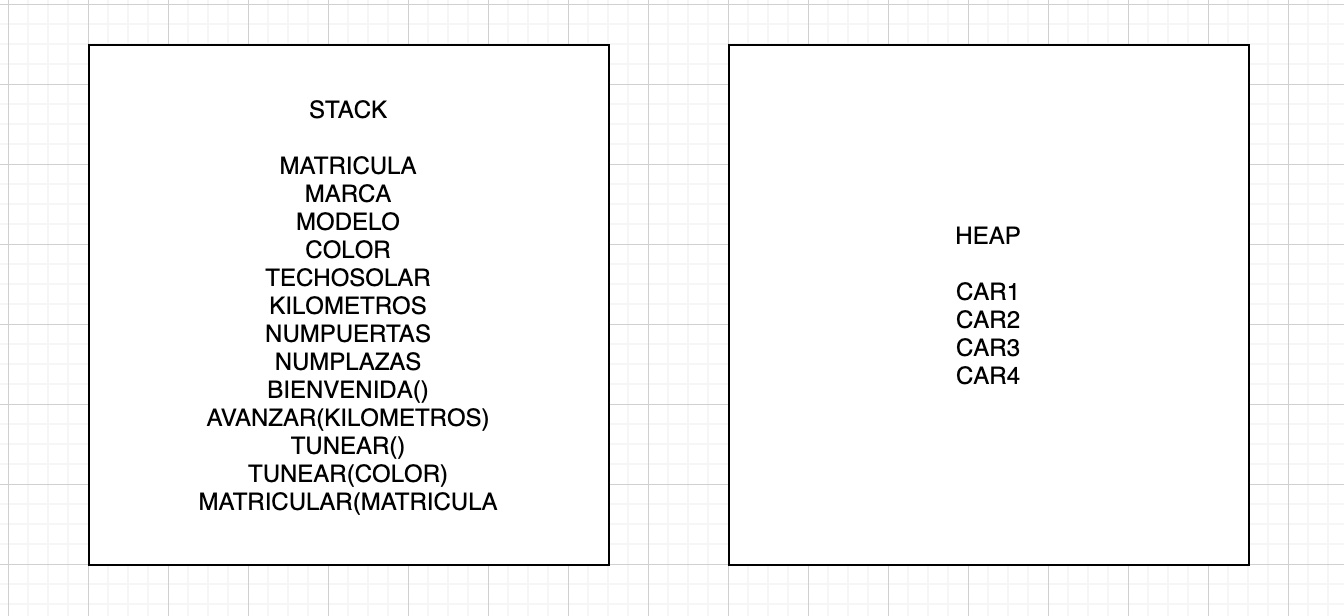 STACK
MATRICULA
MARCA
MODELO
COLOR
TECHOSOLAR
KILOMETROS
NUMPUERTAS
NUMPLAZAS
BIENVENIDA()
AVANZAR(KILOMETROS)
TUNEAR()
TUNEAR(COLOR)
MATRICULAR(MATRICULA
HEAP
CAR1
CAR2
CAR3
CAR4